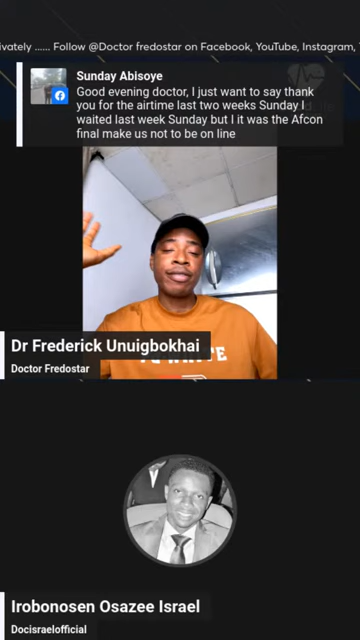 ivately ...... Follow @Doctor fredostar on Facebook, YouTube, Instagram,
Sunday Abisoye
Good evening doctor, I just want to say thank
you for the airtime last two weeks Sunday I
waited last week Sunday but I it was the Afcon
final make us not to be on line
Dr Frederick Unuigbokhai
Doctor Fredostar
Irobonosen Osazee Israel
Docisraelofficial